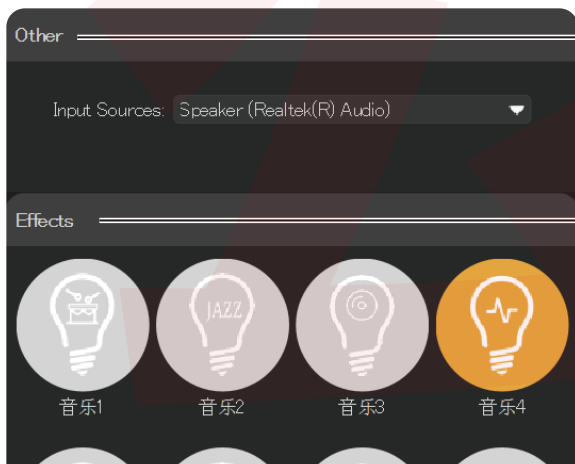 Other
Input Sources: Speaker (Realtek(R) Audio)
Effects
JAZZ
音乐1 音乐2 音乐3 音乐4